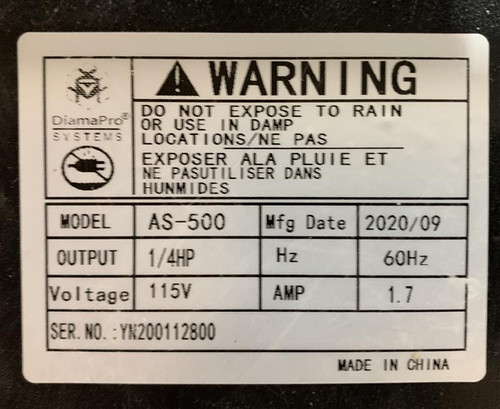 DiamaPro®
SYSTEMS
WARNING
DO NOT EXPOSE TO RAIN
OR USE IN DAMP
LOCATIONS/NE PAS
EXPOSER ALA PLUIE ET
NE PASUTILISER DANS
HUNMIDES
MODEL AS-500 Mfg Date 2020/09
OUTPUT 1/4HP Hz 60Hz
Voltage 115V AMP 1.7
SER.NO.:YN200112800
MADE IN CHINA